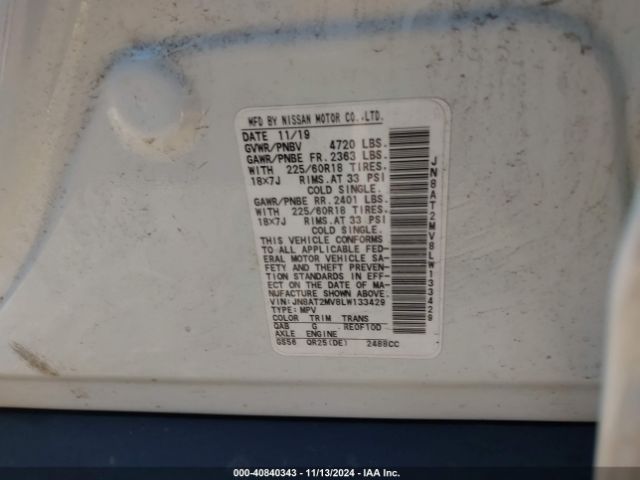 MFD BY NISSAN MOTOR CO.,LTD.
DATE 11/19
GVWR/PNBV 4720 LBS.
GAWR/PNBE FR. 2363 LBS.
WITH 225/60R18 TIRES.
18X7J RIMS.AT 33 PSI
COLD SINGLE.
GAWR/PNBE RR. 2401 LBS.
WITH 225/60R18 TIRES.
18X7J RIMS.AT 33 PSI
COLD SINGLE.
THIS VEHICLE CONFORMS
TO ALL APPLICABLE FED-
ERAL MOTOR VEHICLE SA-
FETY AND THEFT PREVEN-
TION STANDARDS IN EFF-
ECT ON THE DATE OF MA-
NUFACTURE SHOWN ABOVE.
VIN: JN8AT2MV8LW133429
TYPE: MPV
COLOR TRIM TRANS
QAB G RE0F10D
AXLE ENGINE
GS56 QR25(DE) 2488CC
JN8AT2MV8LW133429
000-40840343 - 11/13/2024 - IAA Inc.